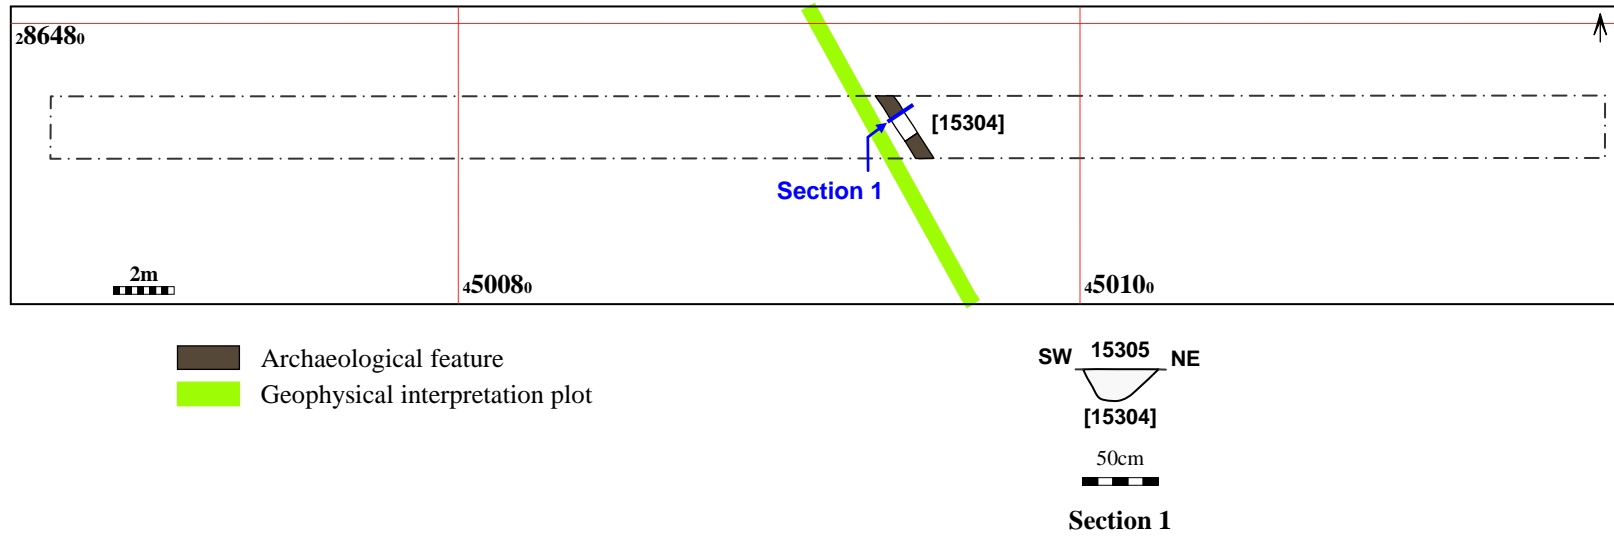 286480
[15304]
Section 1
2m
450080
450100
Archaeological feature
Geophysical interpretation plot
SW 15305 NE
[15304]
50cm
Section 1